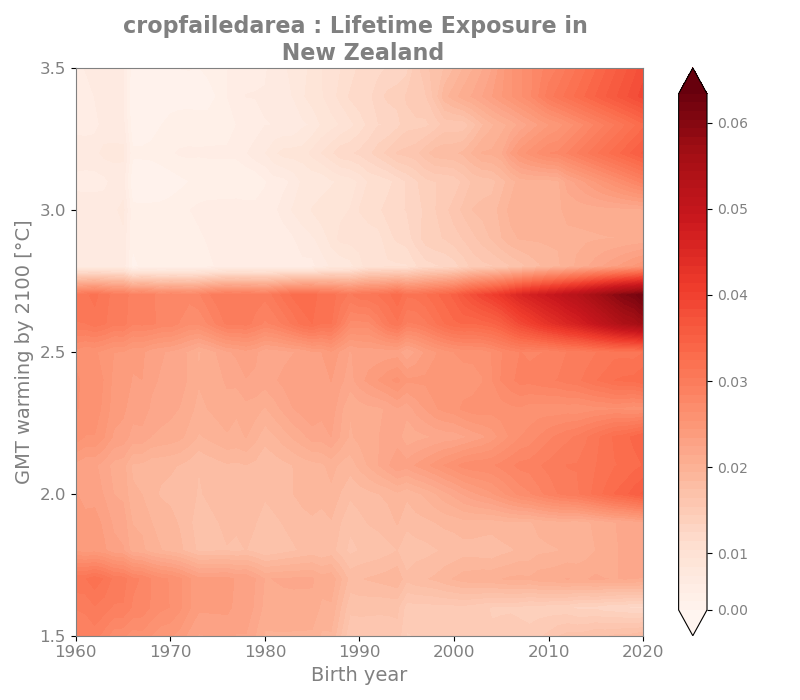 cropfailedarea : Lifetime Exposure in
New Zealand
3.5
3.0
2.5
2.0
1.5
GMT warming by 2100 [°C]
1960 1970 1980 1990 2000 2010 2020
Birth year
0.06
0.05
0.04
0.03
0.02
0.01
0.00